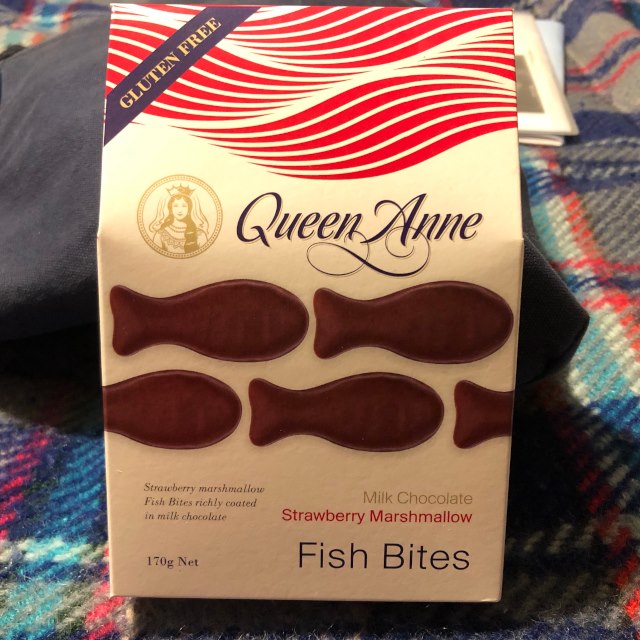 GLUTEN FREE
Queen Anne
Strawberry marshmallow
Fish Bites richly coated
in milk chocolate
Milk Chocolate
Strawberry Marshmallow
170g Net
Fish Bites